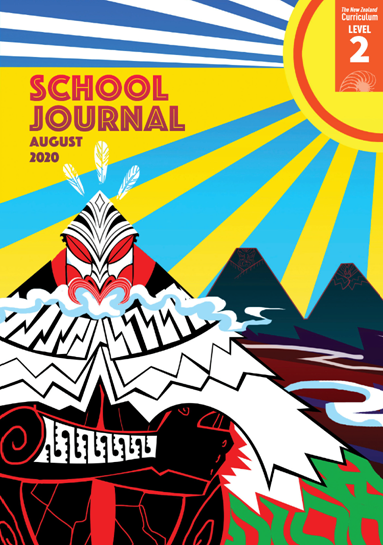 SCHOOL
JOURNAL
AUGUST
2020
The New Zealand
Curriculum
LEVEL
2